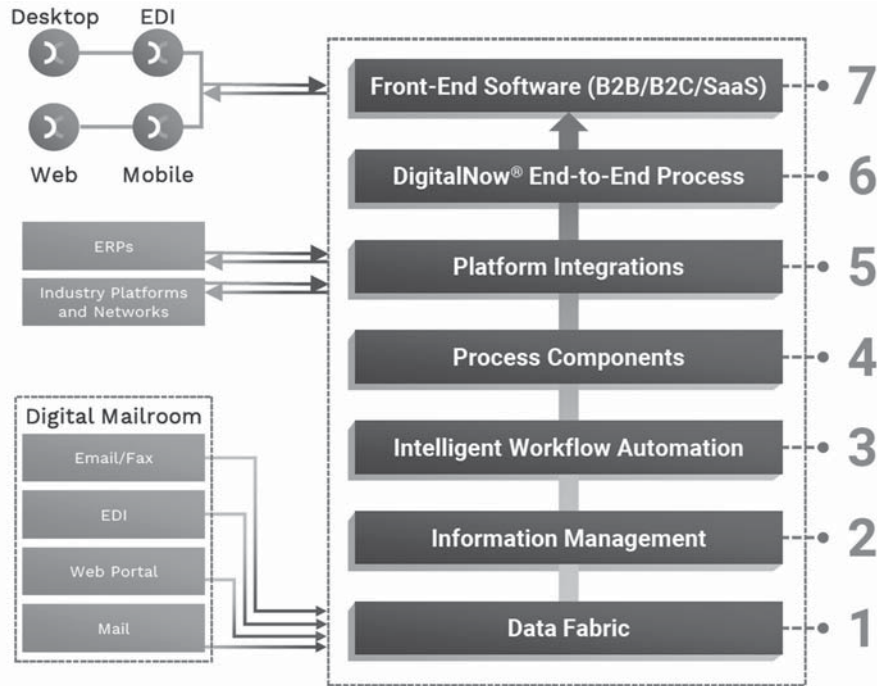 Desktop EDI
Web Mobile
ERPs
Industry Platforms
and Networks
Digital Mailroom
Email/Fax
EDI
Web Portal
Mail
Front-End Software (B2B/B2C/SaaS) 7
DigitalNow® End-to-End Process 6
Platform Integrations 5
Process Components 4
Intelligent Workflow Automation 3
Information Management 2
Data Fabric 1